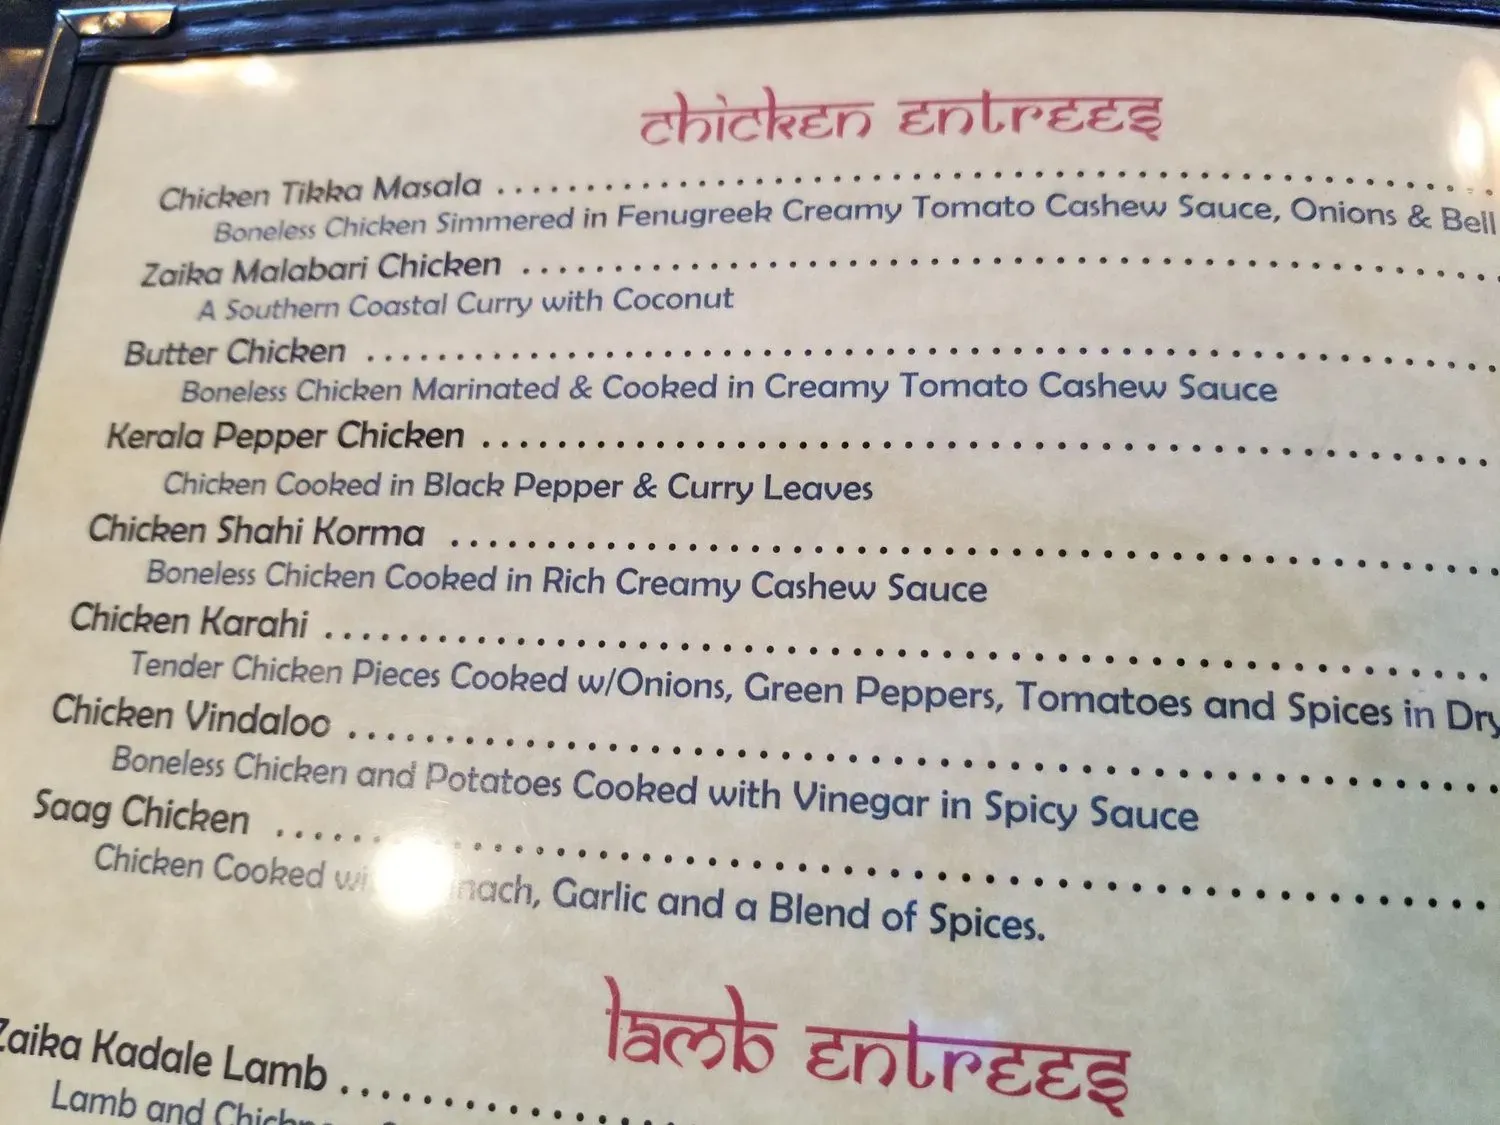 chicken entrees
Chicken Tikka Masala
Boneless Chicken Simmered in Fenugreek Creamy Tomato Cashew Sauce, Onions & Bell
Zaika Malabari Chicken
A Southern Coastal Curry with Coconut
Butter Chicken
Boneless Chicken Marinated & Cooked in Creamy Tomato Cashew Sauce
Kerala Pepper Chicken
Chicken Cooked in Black Pepper & Curry Leaves
Chicken Shahi Korma
Boneless Chicken Cooked in Rich Creamy Cashew Sauce
Chicken Karahi
Tender Chicken Pieces Cooked w/Onions, Green Peppers, Tomatoes and Spices in Dry
Chicken Vindaloo
Boneless Chicken and Potatoes Cooked with Vinegar in Spicy Sauce
Saag Chicken
Chicken Cooked Garlic and a Blend of Spices.
lamb entrees
Zaika Kadale Lamb
Lamb and